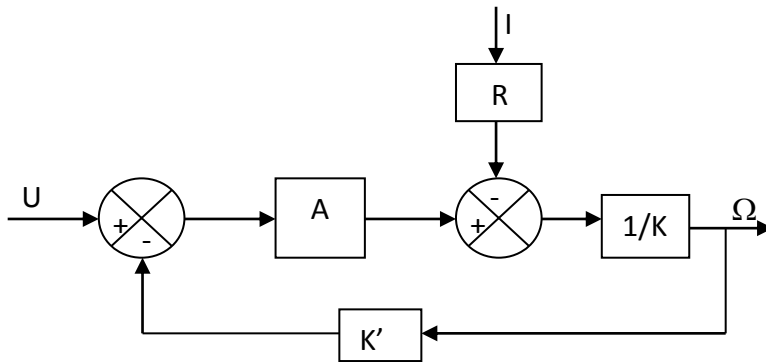 I
R
U
A
-
+
-
+
1/K
Ω
K’